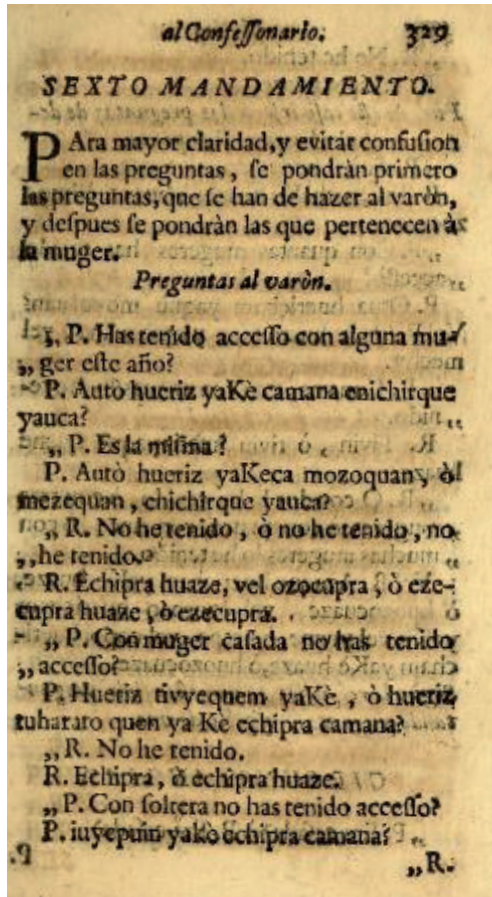 al Confessonario. 329
SEXTO MANDAMIENTO.
PAra mayor claridad, y evitar confusion
en las preguntas, se pondràn primero
las preguntas, que se han de hazer al varòn,
y despues se pondràn las que pertenecen à
la muger.
Preguntas al varòn.
„ P. Has tenido accesso con alguna mu-
„ ger este año?
P. Autò hueriz yaKè camana enichirque
yauca?
„ P. Es la misma?
P. Autò hueriz yaKeca mozoquan, ò
mezequan, chichirque yauca?
„ R. No he tenido, ò no he tenido, no
„ he tenido.
R. Echipra huaze, vel ozocupra, ò eze-
cupra huaze, ò ezecupra.
„ P. Con muger casada no has tenido
„ accesso?
P. Hueriz tivyequem yaKè, ò hueriz
tuhararo quen ya Kè echipra camana?
„ R. No he tenido.
R. Echipra, ò echipra huaze.
„ P. Con soltera no has tenido accesso?
P. iuyepuin yakè echipra camana?
„ R.